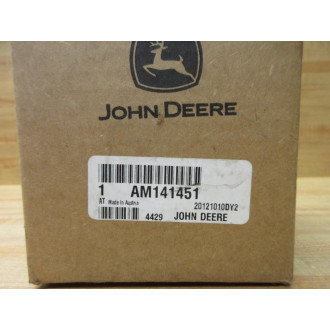 JOHN DEERE
1 AM141451
AT Made in Austria 20121010DY2
4429 JOHN DEERE